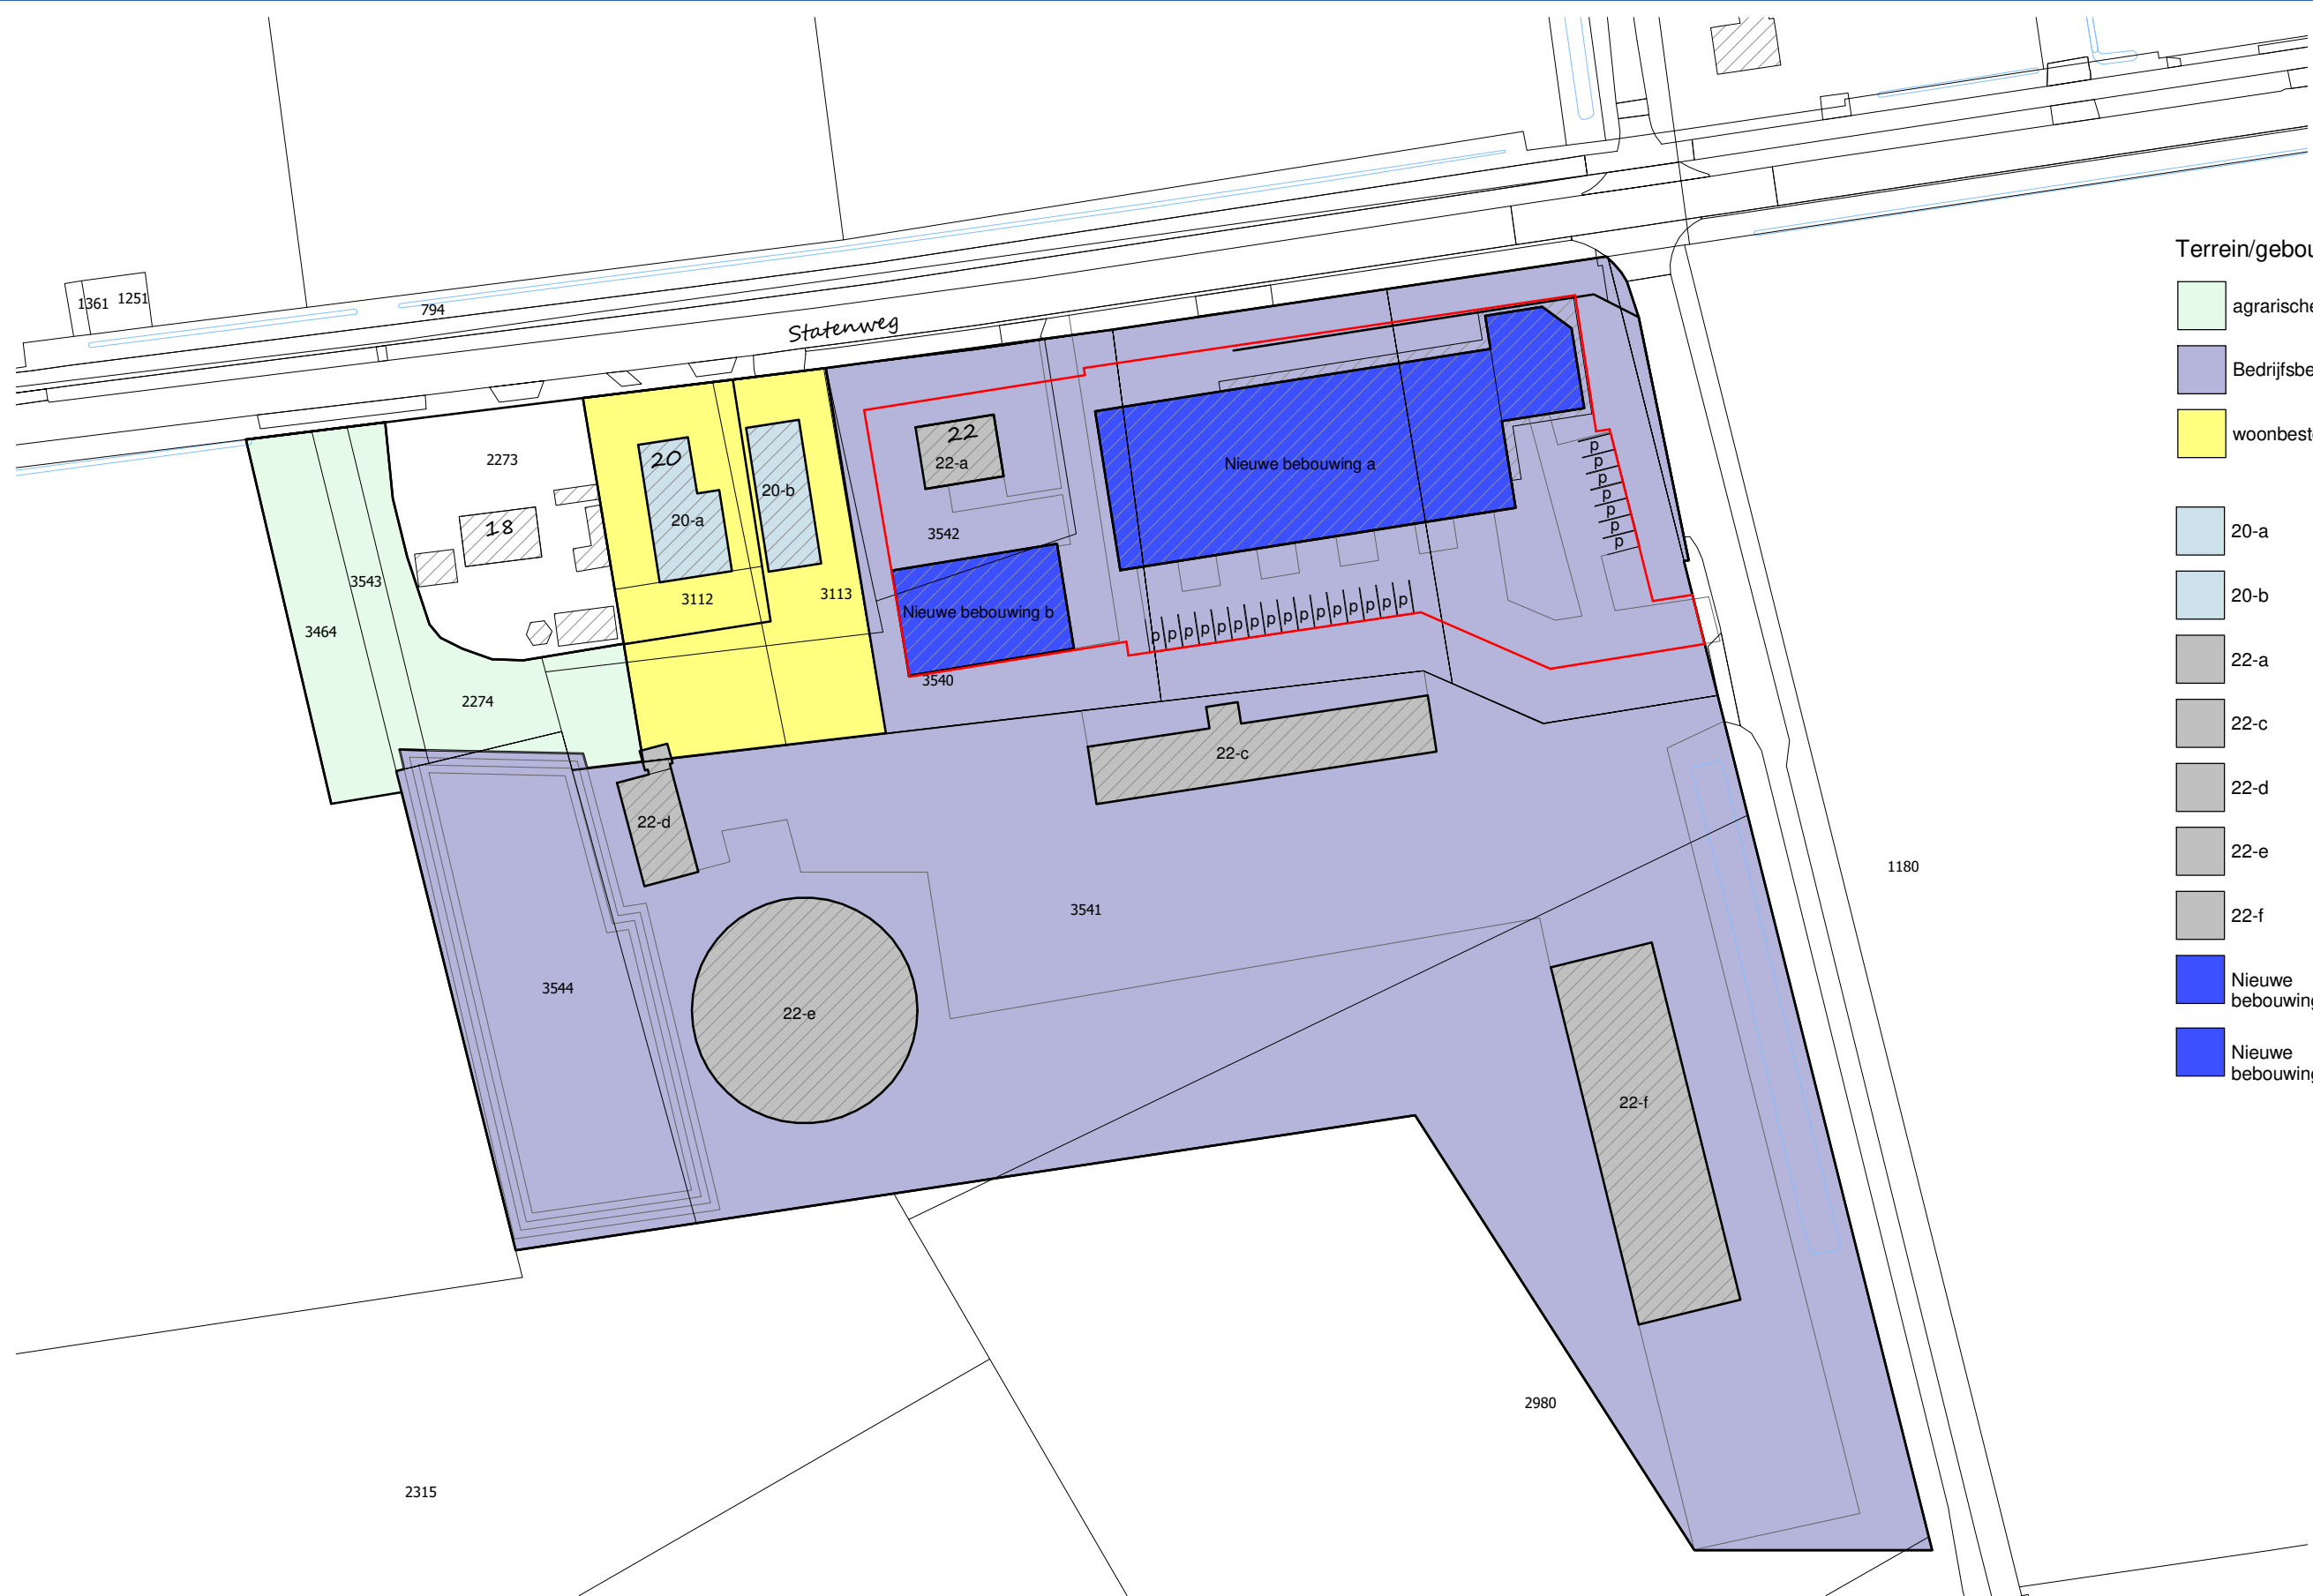 1361 1251
794
Statenweg
2273
18
3543
3464
2274
20
20-a
20-b
3112
3113
22
22-a
3542
Nieuwe bebouwing a
Nieuwe bebouwing b
3540
p
p
p
p
p
p
p
p p p p p p p p p p p p p p p p
22-c
22-d
3541
3544
22-e
22-f
1180
2980
2315
Terrein/gebou
agrarische
Bedrijfsbe
woonbeste
20-a
20-b
22-a
22-c
22-d
22-e
22-f
Nieuwe
bebouwing
Nieuwe
bebouwing